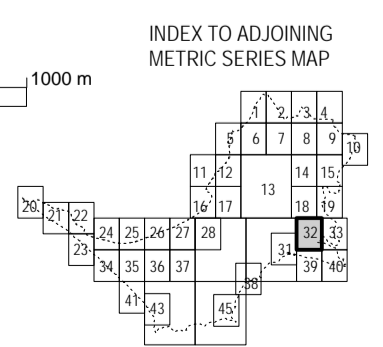 INDEX TO ADJOINING
METRIC SERIES MAP
1000 m
1 2 3 4
5 6 7 8 9 10
11 12 13 14 15
16 17 18 19
20 21 22
23 24 25 26 27 28 31 32 33
34 35 36 37 38 39 40
41 43 45